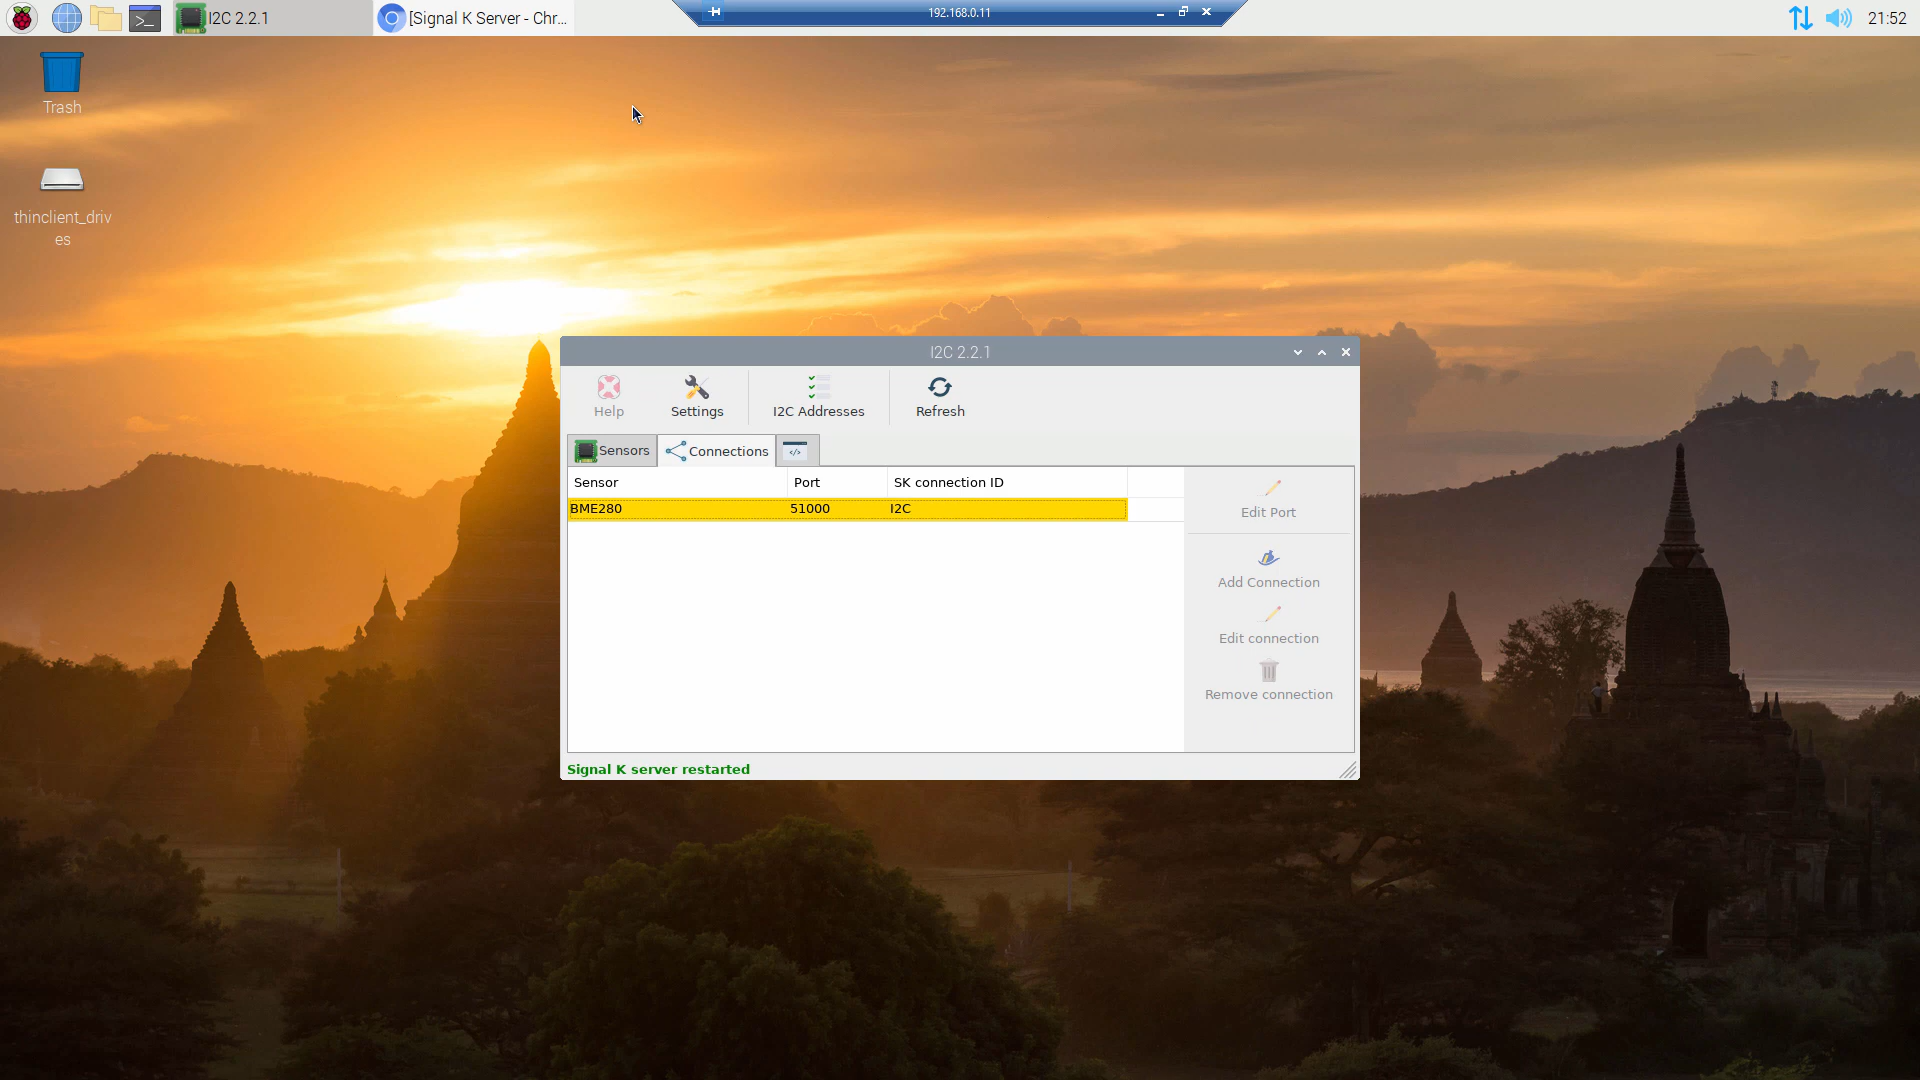 I2C 2.2.1
[Signal K Server - Chr...
192.168.0.11
21:52
Trash
thinclient_driv
es
I2C 2.2.1
Help
Settings
I2C Addresses
Refresh
Sensors
Connections
Sensor
Port
SK connection ID
BME280
51000
I2C
Edit Port
Add Connection
Edit connection
Remove connection
Signal K server restarted